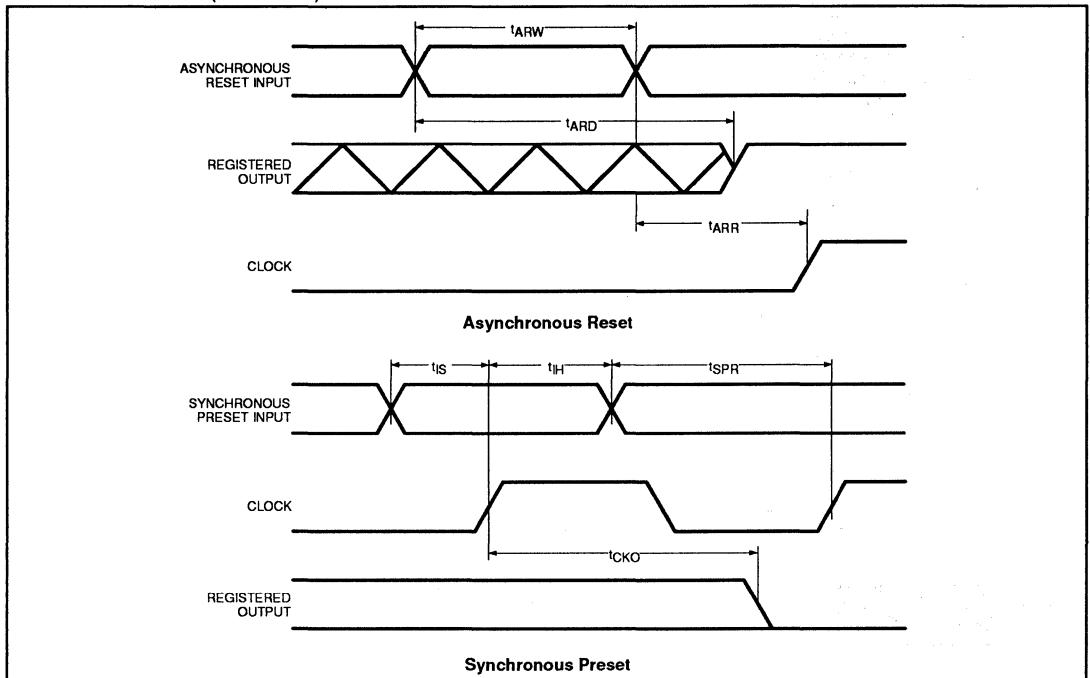 tARW
ASYNCHRONOUS
RESET INPUT
tARD
REGISTERED
OUTPUT
tARR
CLOCK
Asynchronous Reset
tIS
tIH
tSPR
SYNCHRONOUS
PRESET INPUT
CLOCK
tCKO
REGISTERED
OUTPUT
Synchronous Preset